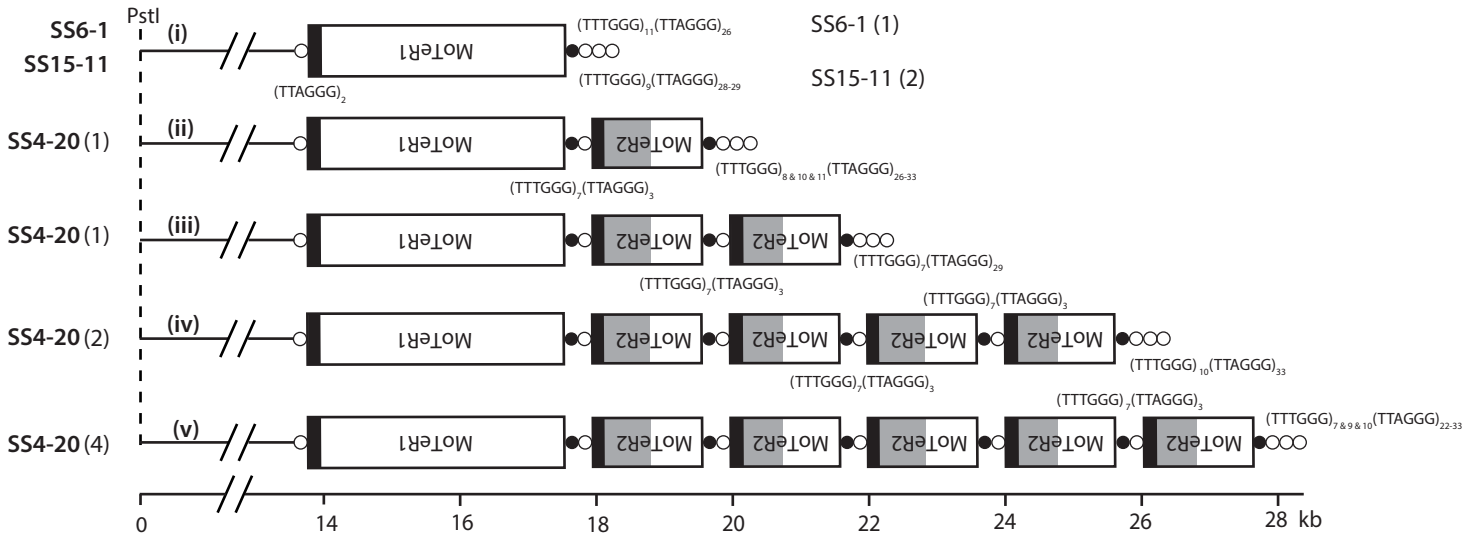 PstI
SS6-1
SS15-11
(i)
MoTeR1
(TTAGGG)2
(TTTGGG)11(TTAGGG)26
(TTTGGG)9(TTAGGG)28-29
SS6-1 (1)
SS15-11 (2)
SS4-20 (1)
(ii)
MoTeR1
MoTeR2
(TTTGGG)7(TTAGGG)3
(TTTGGG)8 & 10 & 11(TTAGGG)26-33
SS4-20 (1)
(iii)
MoTeR1
MoTeR2
MoTeR2
(TTTGGG)7(TTAGGG)29
(TTTGGG)7(TTAGGG)3
(TTTGGG)7(TTAGGG)3
SS4-20 (2)
(iv)
MoTeR1
MoTeR2
MoTeR2
MoTeR2
MoTeR2
(TTTGGG)10(TTAGGG)33
(TTTGGG)7(TTAGGG)3
(TTTGGG)7(TTAGGG)3
SS4-20 (4)
(v)
MoTeR1
MoTeR2
MoTeR2
MoTeR2
MoTeR2
MoTeR2
(TTTGGG)7 & 9 & 10(TTAGGG)22-33
0 14 16 18 20 22 24 26 28 kb